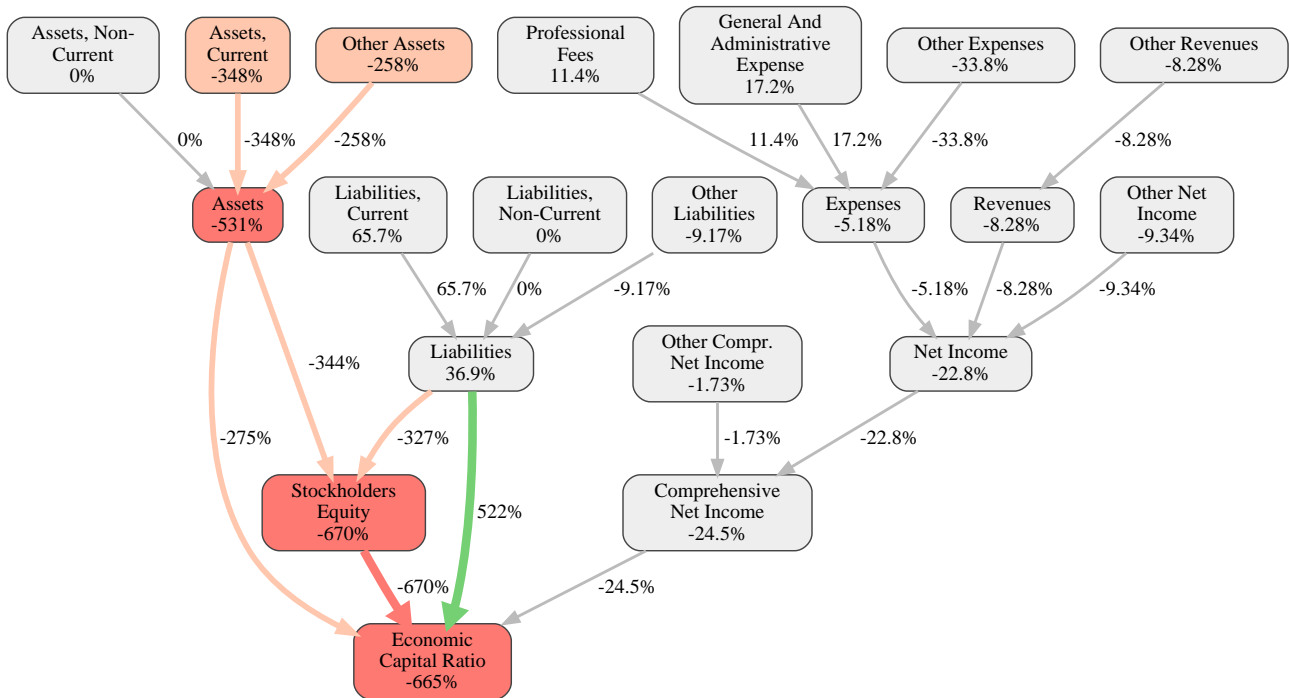 Assets, Non-
Current
0%
Assets,
Current
-348%
Other Assets
-258%
Professional
Fees
11.4%
General And
Administrative
Expense
17.2%
Other Expenses
-33.8%
Other Revenues
-8.28%
0%
-348%
-258%
11.4%
17.2%
-33.8%
-8.28%
Assets
-531%
Liabilities,
Current
65.7%
Liabilities,
Non-Current
0%
Other
Liabilities
-9.17%
Expenses
-5.18%
Revenues
-8.28%
Other Net
Income
-9.34%
65.7%
0%
-9.17%
-5.18%
-8.28%
-9.34%
-344%
Liabilities
36.9%
Other Compr.
Net Income
-1.73%
Net Income
-22.8%
-275%
-327%
-1.73%
-22.8%
Stockholders
Equity
-670%
522%
Comprehensive
Net Income
-24.5%
-670%
-24.5%
Economic
Capital Ratio
-665%